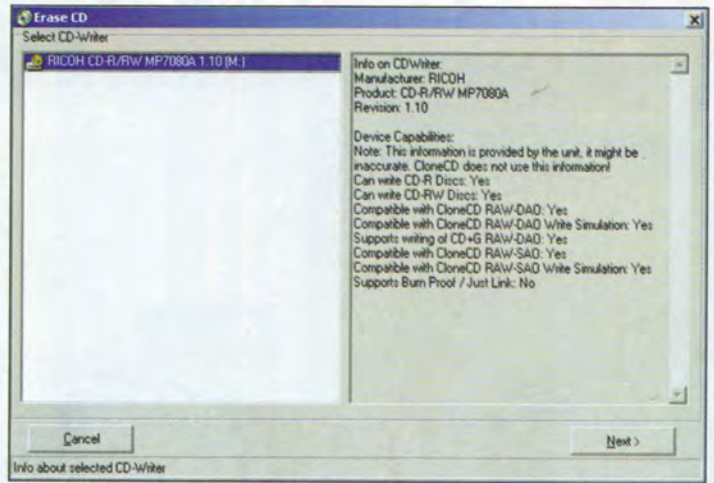 Erase CD
Select CD-Writer
RICOH CD-R/RW MP7080A 1.10 [M:]
Info on CDWriter:
Manufacturer: RICOH
Product: CD-R/RW MP7080A
Revision: 1.10
Device Capabilities:
Note: This information is provided by the unit, it might be
inaccurate. CloneCD does not use this information!
Can write CD-R Discs: Yes
Can write CD-RW Discs: Yes
Compatible with CloneCD RAW-DAO: Yes
Compatible with CloneCD RAW-DAO Write Simulation: Yes
Supports writing of CD+G RAW-DAO: Yes
Compatible with CloneCD RAW-SAO: Yes
Compatible with CloneCD RAW-SAO Write Simulation: Yes
Supports Burn Proof / Just Link: No
Cancel
Next >
Info about selected CD-Writer